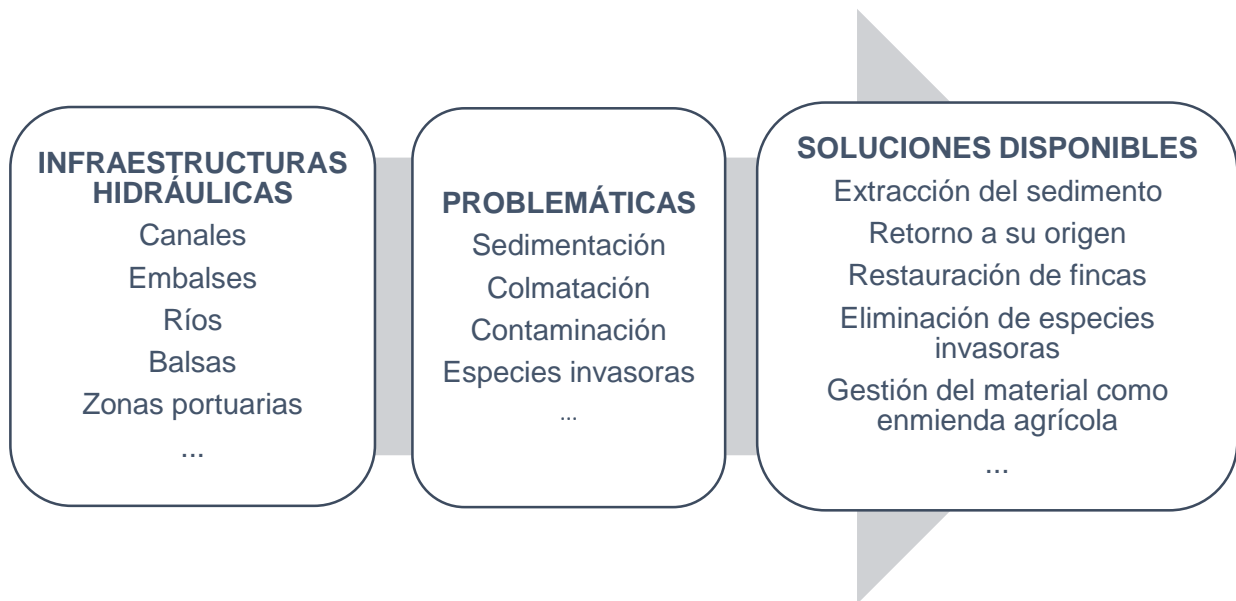 INFRAESTRUCTURAS
HIDRÁULICAS
Canales
Embalses
Ríos
Balsas
Zonas portuarias
...
PROBLEMÁTICAS
Sedimentación
Colmatación
Contaminación
Especies invasoras
...
SOLUCIONES DISPONIBLES
Extracción del sedimento
Retorno a su origen
Restauración de fincas
Eliminación de especies
invasoras
Gestión del material como
enmienda agrícola
...